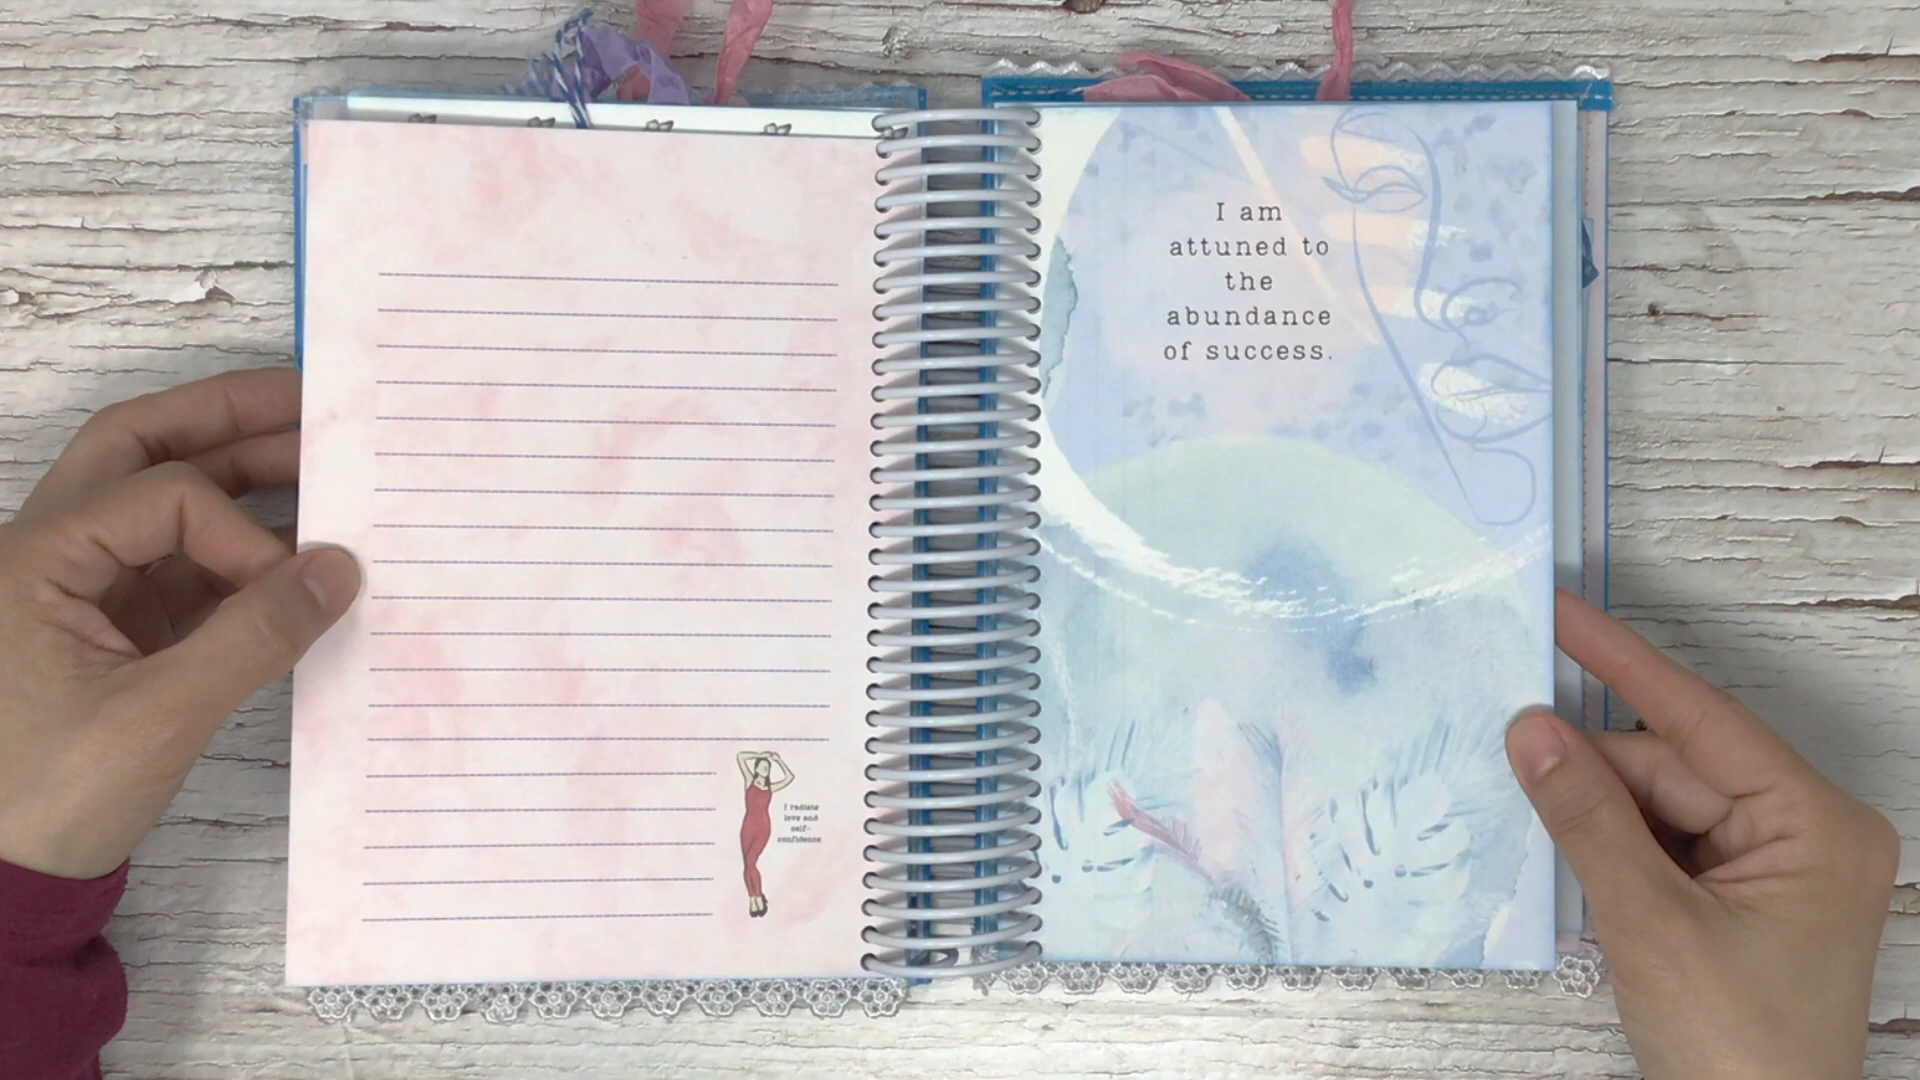 I radiate
love and
self-
confidence
I am
attuned to
the
abundance
of success.